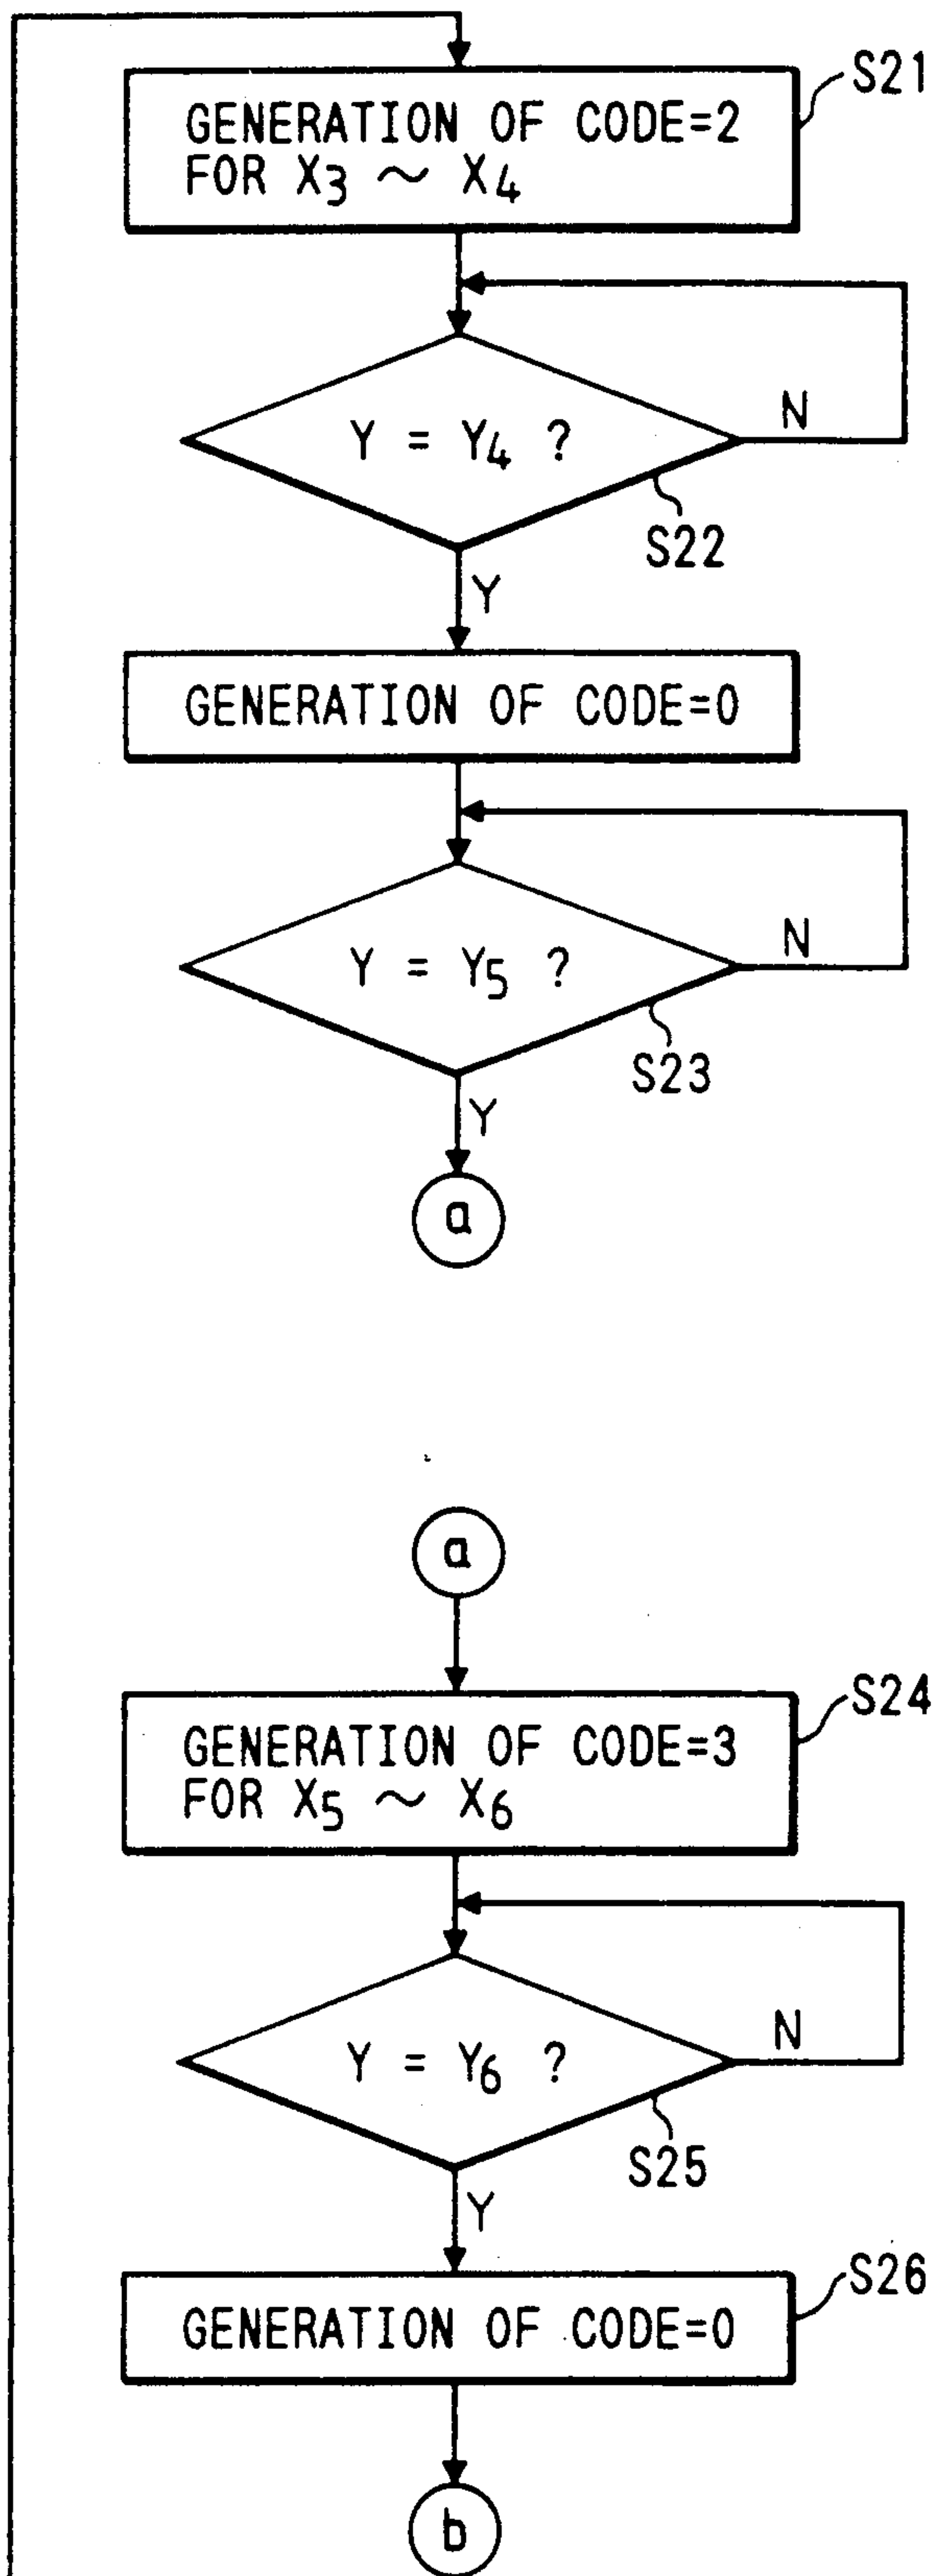 S21
GENERATION OF CODE=2
FOR X3 ~ X4
Y = Y4 ?
N
S22
Y
GENERATION OF CODE=0
Y = Y5 ?
N
S23
Y
a
a
S24
GENERATION OF CODE=3
FOR X5 ~ X6
Y = Y6 ?
N
S25
Y
S26
GENERATION OF CODE=0
b